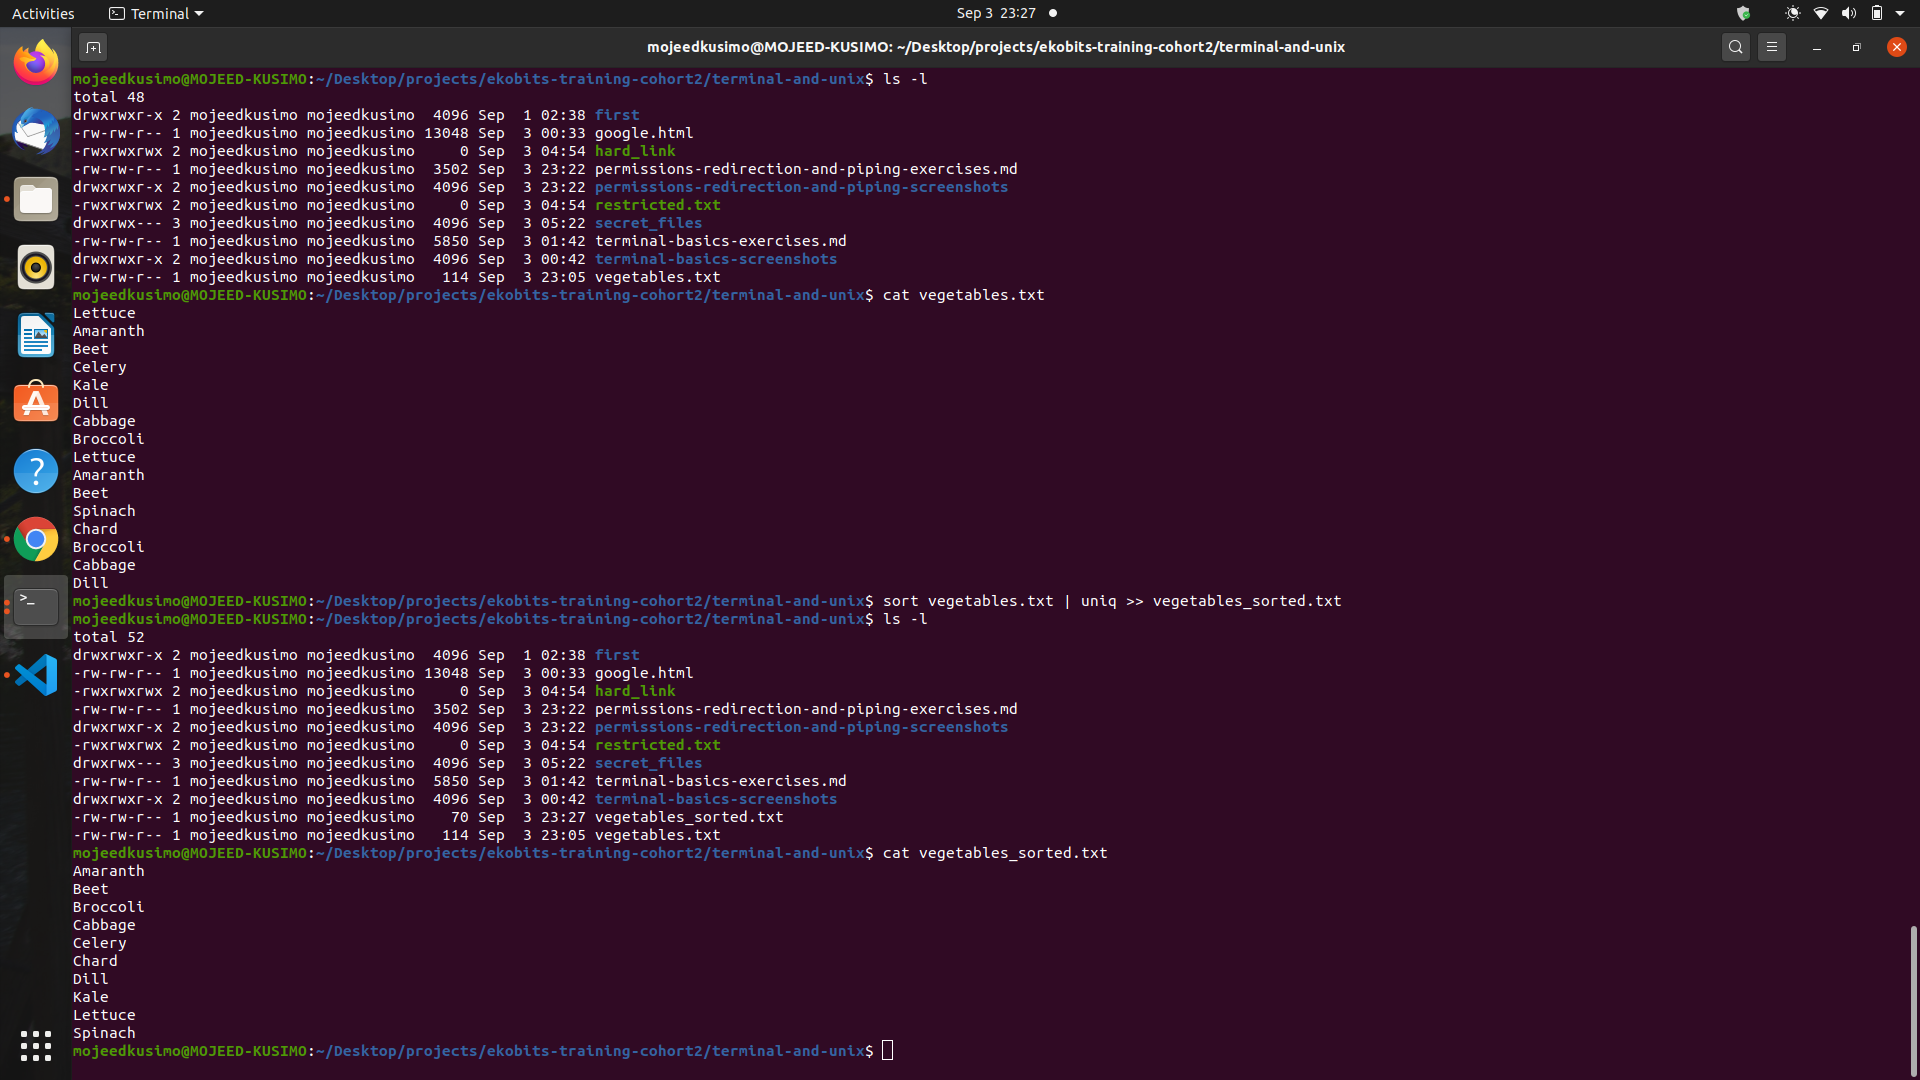 Activities
Terminal
Sep 3 23:27
mojeedkusimo@MOJEED-KUSIMO: ~/Desktop/projects/ekobits-training-cohort2/terminal-and-unix
mojeedkusimo@MOJEED-KUSIMO:~/Desktop/projects/ekobits-training-cohort2/terminal-and-unix$ ls -l
total 48
drwxrwxr-x 2 mojeedkusimo mojeedkusimo  4096 Sep  1 02:38 first
-rw-rw-r-- 1 mojeedkusimo mojeedkusimo 13048 Sep  3 00:33 google.html
-rwxrwxrwx 2 mojeedkusimo mojeedkusimo     0 Sep  3 04:54 hard_link
-rw-rw-r-- 1 mojeedkusimo mojeedkusimo  3502 Sep  3 23:22 permissions-redirection-and-piping-exercises.md
drwxrwxr-x 2 mojeedkusimo mojeedkusimo  4096 Sep  3 23:22 permissions-redirection-and-piping-screenshots
-rwxrwxrwx 2 mojeedkusimo mojeedkusimo     0 Sep  3 04:54 restricted.txt
drwxrwx--- 3 mojeedkusimo mojeedkusimo  4096 Sep  3 05:22 secret_files
-rw-rw-r-- 1 mojeedkusimo mojeedkusimo  5850 Sep  3 01:42 terminal-basics-exercises.md
drwxrwxr-x 2 mojeedkusimo mojeedkusimo  4096 Sep  3 00:42 terminal-basics-screenshots
-rw-rw-r-- 1 mojeedkusimo mojeedkusimo   114 Sep  3 23:05 vegetables.txt
mojeedkusimo@MOJEED-KUSIMO:~/Desktop/projects/ekobits-training-cohort2/terminal-and-unix$ cat vegetables.txt
Lettuce
Amaranth
Beet
Celery
Kale
Dill
Cabbage
Broccoli
Lettuce
Amaranth
Beet
Spinach
Chard
Broccoli
Cabbage
Dill
mojeedkusimo@MOJEED-KUSIMO:~/Desktop/projects/ekobits-training-cohort2/terminal-and-unix$ sort vegetables.txt | uniq >> vegetables_sorted.txt
mojeedkusimo@MOJEED-KUSIMO:~/Desktop/projects/ekobits-training-cohort2/terminal-and-unix$ ls -l
total 52
drwxrwxr-x 2 mojeedkusimo mojeedkusimo  4096 Sep  1 02:38 first
-rw-rw-r-- 1 mojeedkusimo mojeedkusimo 13048 Sep  3 00:33 google.html
-rwxrwxrwx 2 mojeedkusimo mojeedkusimo     0 Sep  3 04:54 hard_link
-rw-rw-r-- 1 mojeedkusimo mojeedkusimo  3502 Sep  3 23:22 permissions-redirection-and-piping-exercises.md
drwxrwxr-x 2 mojeedkusimo mojeedkusimo  4096 Sep  3 23:22 permissions-redirection-and-piping-screenshots
-rwxrwxrwx 2 mojeedkusimo mojeedkusimo     0 Sep  3 04:54 restricted.txt
drwxrwx--- 3 mojeedkusimo mojeedkusimo  4096 Sep  3 05:22 secret_files
-rw-rw-r-- 1 mojeedkusimo mojeedkusimo  5850 Sep  3 01:42 terminal-basics-exercises.md
drwxrwxr-x 2 mojeedkusimo mojeedkusimo  4096 Sep  3 00:42 terminal-basics-screenshots
-rw-rw-r-- 1 mojeedkusimo mojeedkusimo    70 Sep  3 23:27 vegetables_sorted.txt
-rw-rw-r-- 1 mojeedkusimo mojeedkusimo   114 Sep  3 23:05 vegetables.txt
mojeedkusimo@MOJEED-KUSIMO:~/Desktop/projects/ekobits-training-cohort2/terminal-and-unix$ cat vegetables_sorted.txt
Amaranth
Beet
Broccoli
Cabbage
Celery
Chard
Dill
Kale
Lettuce
Spinach
mojeedkusimo@MOJEED-KUSIMO:~/Desktop/projects/ekobits-training-cohort2/terminal-and-unix$